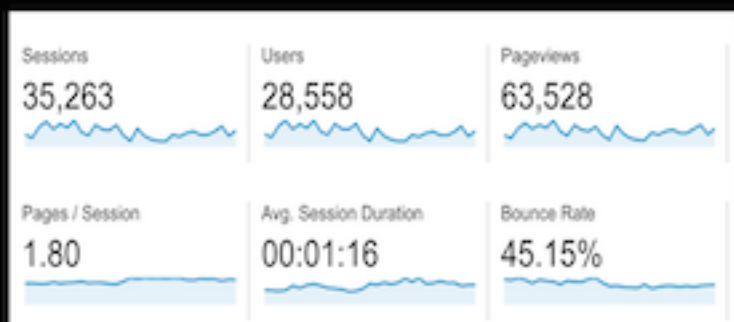 Sessions
35,263
Users
28,558
Pageviews
63,528
Pages / Session
1.80
Avg. Session Duration
00:01:16
Bounce Rate
45.15%